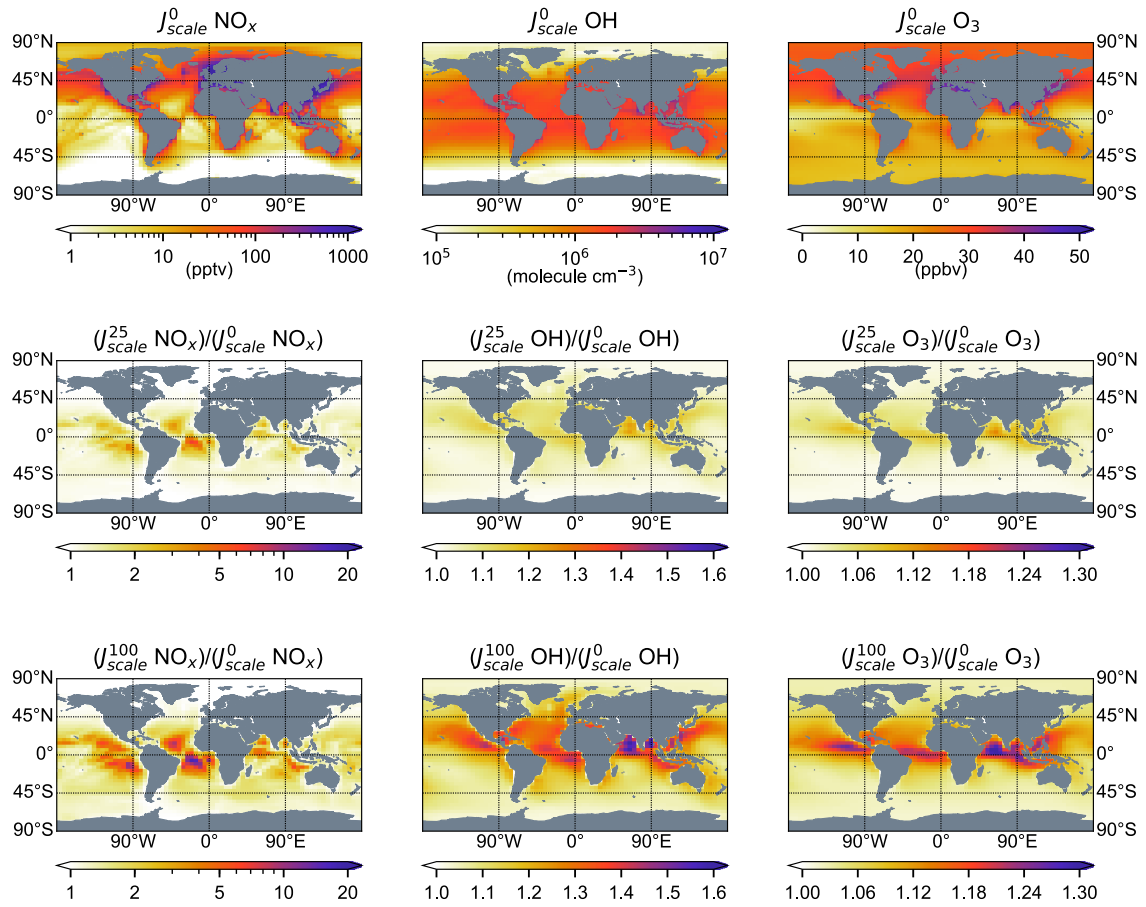 J⁰scale NOₓ J⁰scale OH J⁰scale O₃
90°N 90°N
45°N 45°N
0° 0°
45°S 45°S
90°S 90°S
90°W 0° 90°E 90°W 0° 90°E 90°W 0° 90°E
1 10 100 1000 10⁵ 10⁶ 10⁷ 0 10 20 30 40 50
(pptv) (molecule cm⁻³) (ppbv)
(J²⁵scale NOₓ)/(J⁰scale NOₓ) (J²⁵scale OH)/(J⁰scale OH) (J²⁵scale O₃)/(J⁰scale O₃)
90°N 90°N
45°N 45°N
0° 0°
45°S 45°S
90°S 90°S
90°W 0° 90°E 90°W 0° 90°E 90°W 0° 90°E
1 2 5 10 20 1.0 1.1 1.2 1.3 1.4 1.5 1.6 1.00 1.06 1.12 1.18 1.24 1.30
(J¹⁰⁰scale NOₓ)/(J⁰scale NOₓ) (J¹⁰⁰scale OH)/(J⁰scale OH) (J¹⁰⁰scale O₃)/(J⁰scale O₃)
90°N 90°N
45°N 45°N
0° 0°
45°S 45°S
90°S 90°S
90°W 0° 90°E 90°W 0° 90°E 90°W 0° 90°E
1 2 5 10 20 1.0 1.1 1.2 1.3 1.4 1.5 1.6 1.00 1.06 1.12 1.18 1.24 1.30